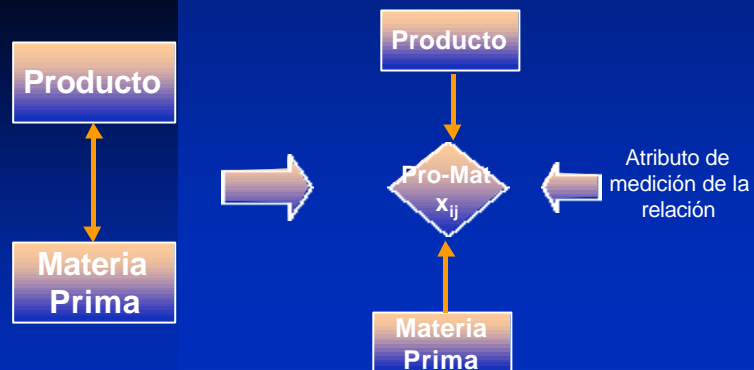 Producto
Materia
Prima
Producto
Pro-Mat
xij
Materia
Prima
Atributo de
medición de la
relación